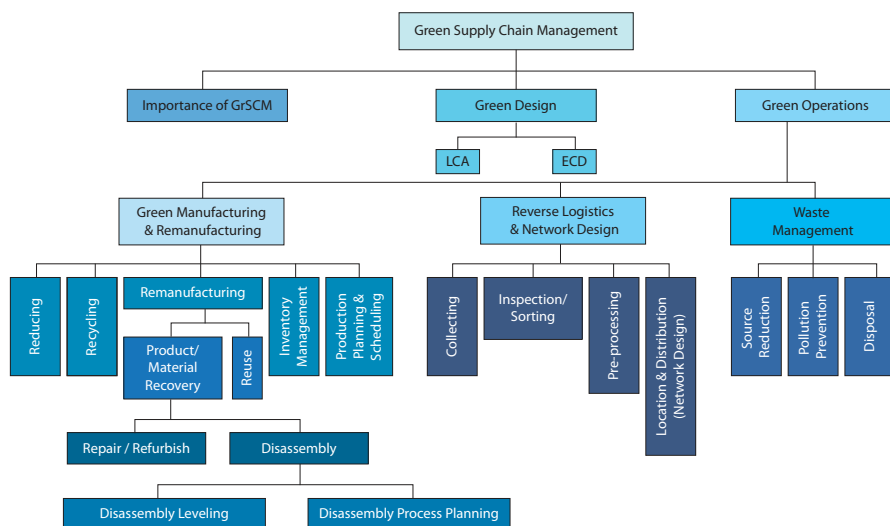 Green Supply Chain Management
Importance of GrSCM
Green Design
Green Operations
LCA
ECD
Green Manufacturing
& Remanufacturing
Reverse Logistics
& Network Design
Waste
Management
Reducing
Recycling
Remanufacturing
Inventory
Management
Production
Planning &
Scheduling
Collecting
Inspection/
Sorting
Pre-processing
Location & Distribution
(Network Design)
Source
Reduction
Pollution
Prevention
Disposal
Product/
Material
Recovery
Reuse
Repair / Refurbish
Disassembly
Disassembly Leveling
Disassembly Process Planning